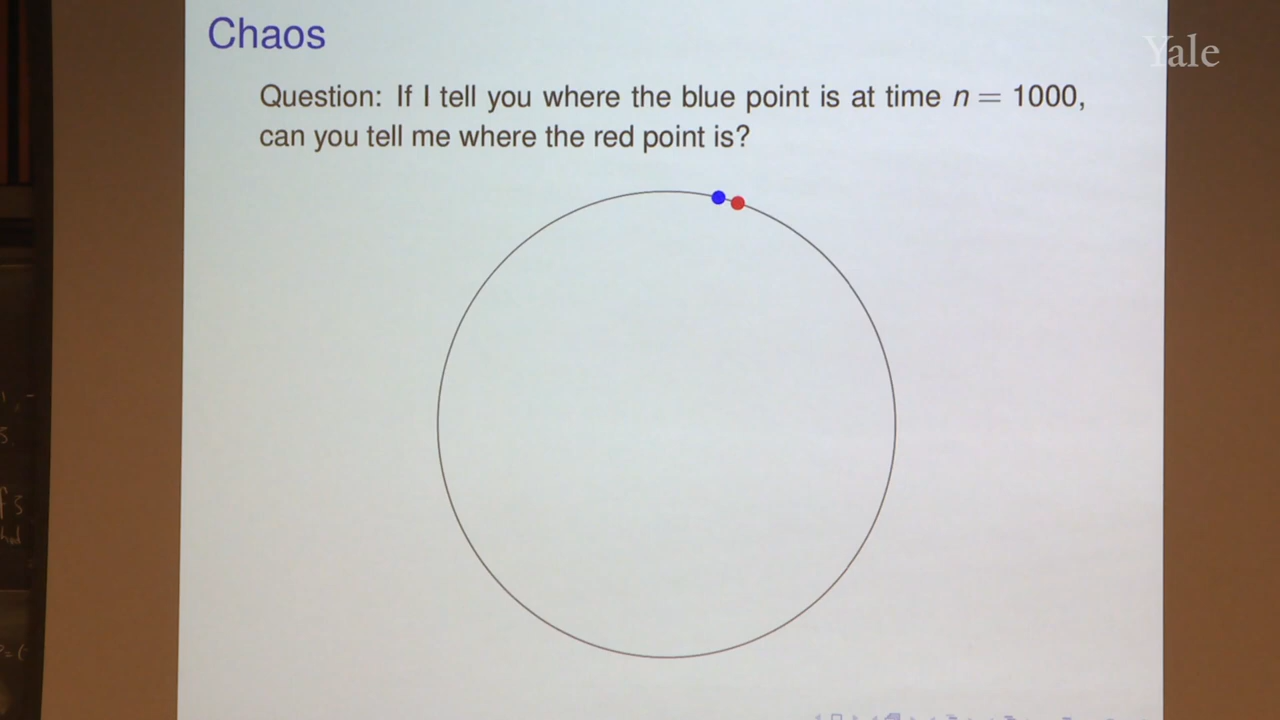 Chaos
Yale
Question: If I tell you where the blue point is at time n = 1000,
can you tell me where the red point is?